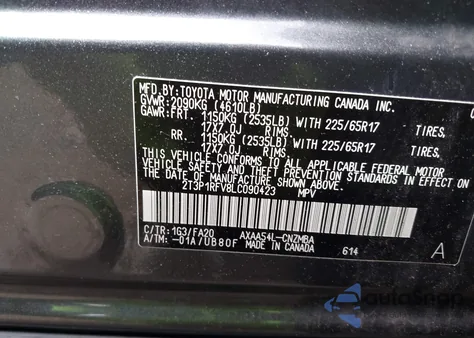 MFD.BY:TOYOTA MOTOR MANUFACTURING CANADA INC.
GVWR:2090KG (4610LB)
GAWR:FRT. 1150KG (2535LB) WITH 225/65R17 TIRES,
17X7.0J RIMS.
RR. 1150KG (2535LB) WITH 225/65R17 TIRES,
17X7.0J RIMS.
THIS VEHICLE CONFORMS TO ALL APPLICABLE FEDERAL MOTOR
VEHICLE SAFETY AND BUMPER STANDARDS IN EFFECT ON
THE DATE OF MANUFACTURE SHOWN ABOVE.
2T3P1RFV8LC090423 MPV
C/TR:1G3/FA20 AXAA54L-CNZMBA
A/TM:-01A/UB80F MADE IN CANADA 614
A
autoSnap